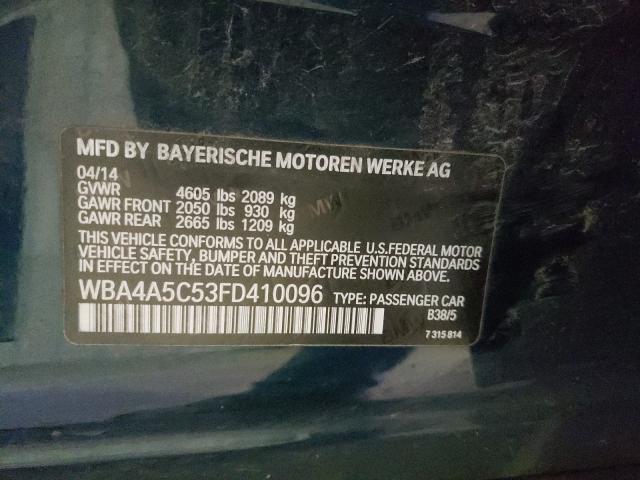 MFD BY BAYERISCHE MOTOREN WERKE AG
04/14
GVWR 4605 lbs 2089 kg
GAWR FRONT 2050 lbs 930 kg
GAWR REAR 2665 lbs 1209 kg
THIS VEHICLE CONFORMS TO ALL APPLICABLE U.S.FEDERAL MOTOR
VEHICLE SAFETY, BUMPER AND THEFT PREVENTION STANDARDS IN
EFFECT ON THE DATE OF MANUFACTURE SHOWN ABOVE.
WBA4A5C53FD410096 TYPE: PASSENGER CAR
B38/5
7 315 814